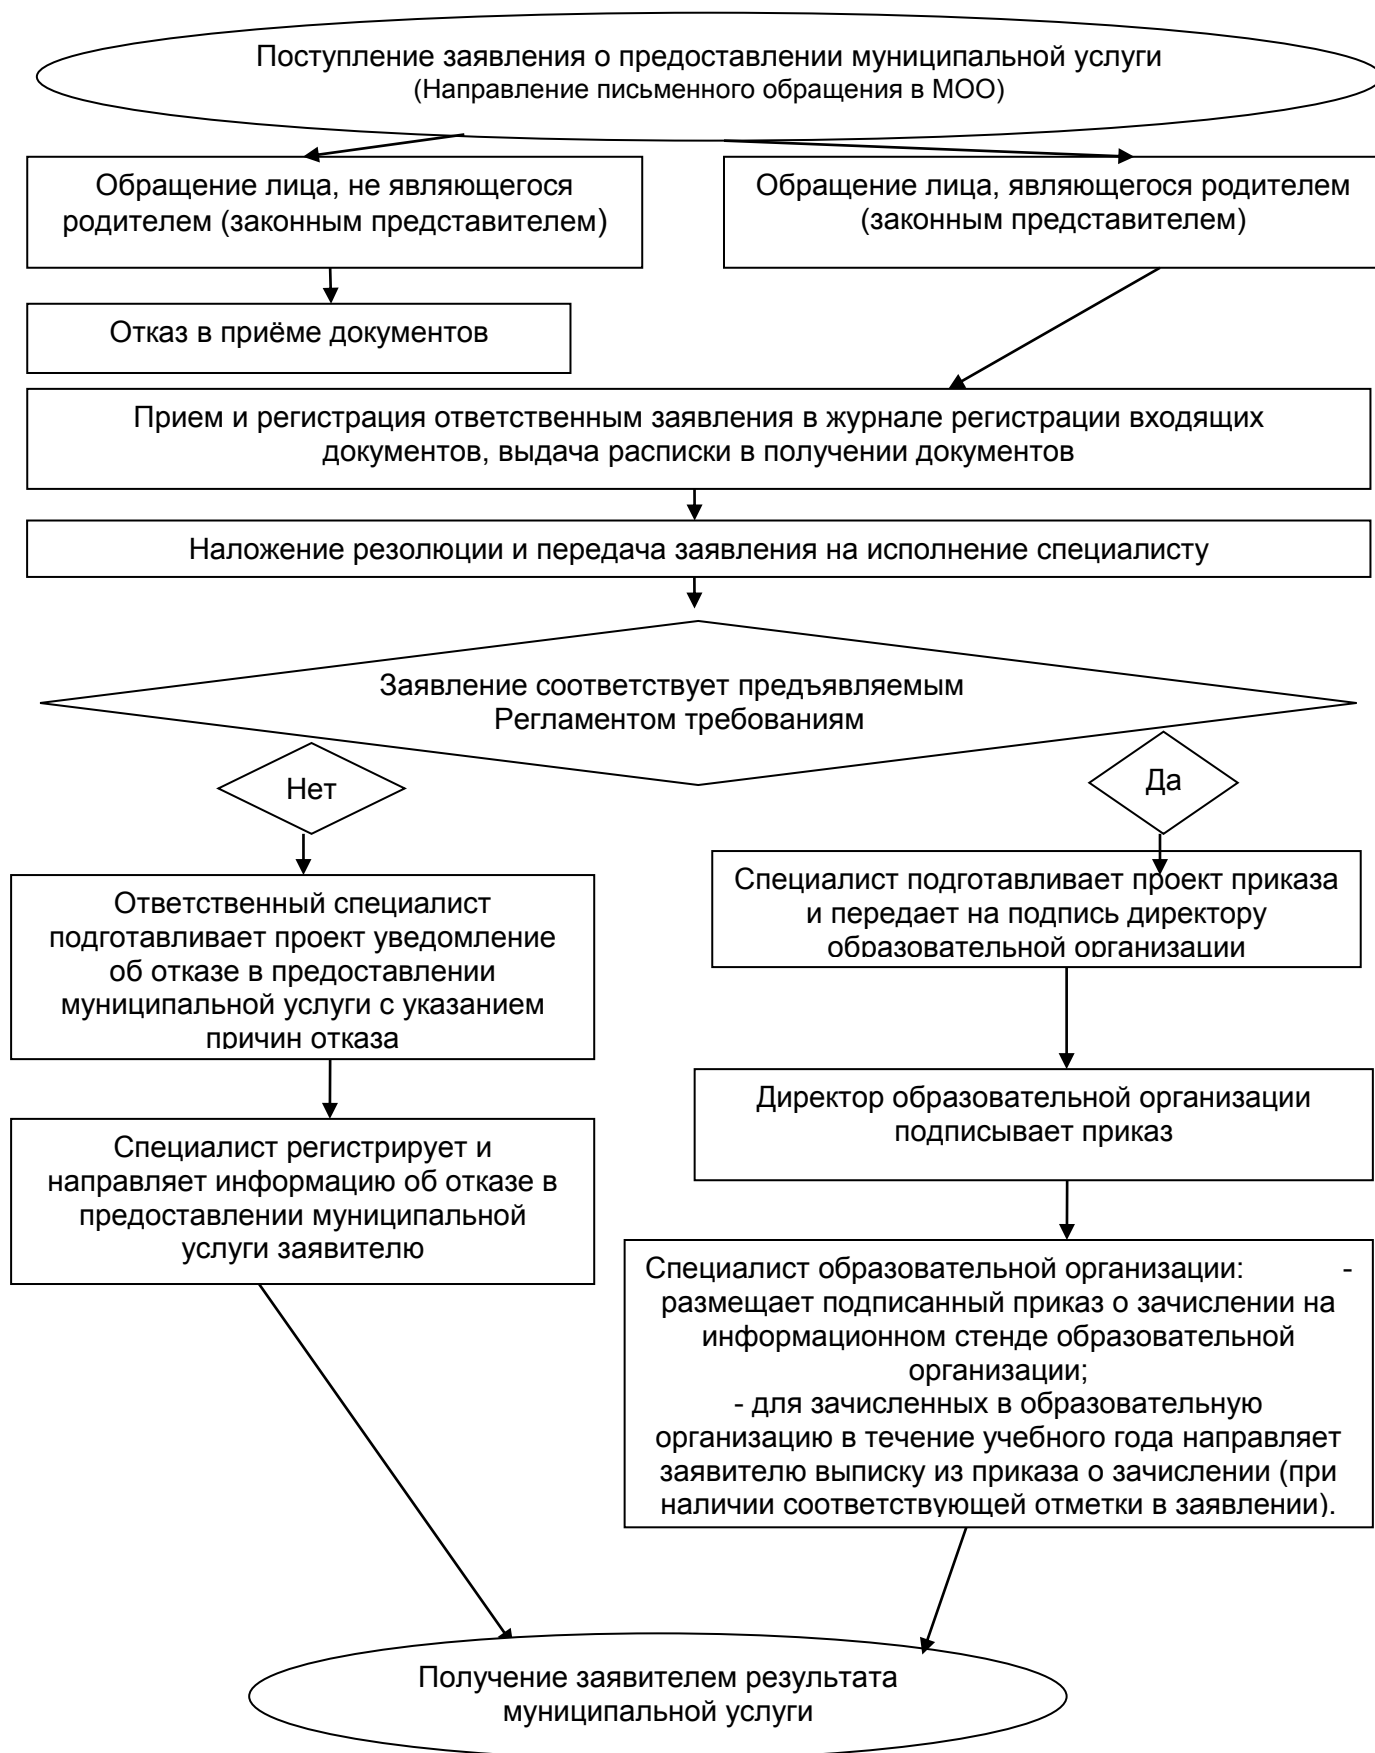 Поступление заявления о предоставлении муниципальной услуги
(Направление письменного обращения в МОО)
Обращение лица, не являющегося
родителем (законным представителем)
Обращение лица, являющегося родителем
(законным представителем)
Отказ в приёме документов
Прием и регистрация ответственным заявления в журнале регистрации входящих
документов, выдача расписки в получении документов
Наложение резолюции и передача заявления на исполнение специалисту
Заявление соответствует предъявляемым
Регламентом требованиям
Нет
Да
Ответственный специалист
подготавливает проект уведомление
об отказе в предоставлении
муниципальной услуги с указанием
причин отказа
Специалист подготавливает проект приказа
и передает на подпись директору
образовательной организации
Специалист регистрирует и
направляет информацию об отказе в
предоставлении муниципальной
услуги заявителю
Директор образовательной организации
подписывает приказ
Специалист образовательной организации: -
размещает подписанный приказ о зачислении на
информационном стенде образовательной
организации;
- для зачисленных в образовательную
организацию в течение учебного года направляет
заявителю выписку из приказа о зачислении (при
наличии соответствующей отметки в заявлении).
Получение заявителем результата
муниципальной услуги